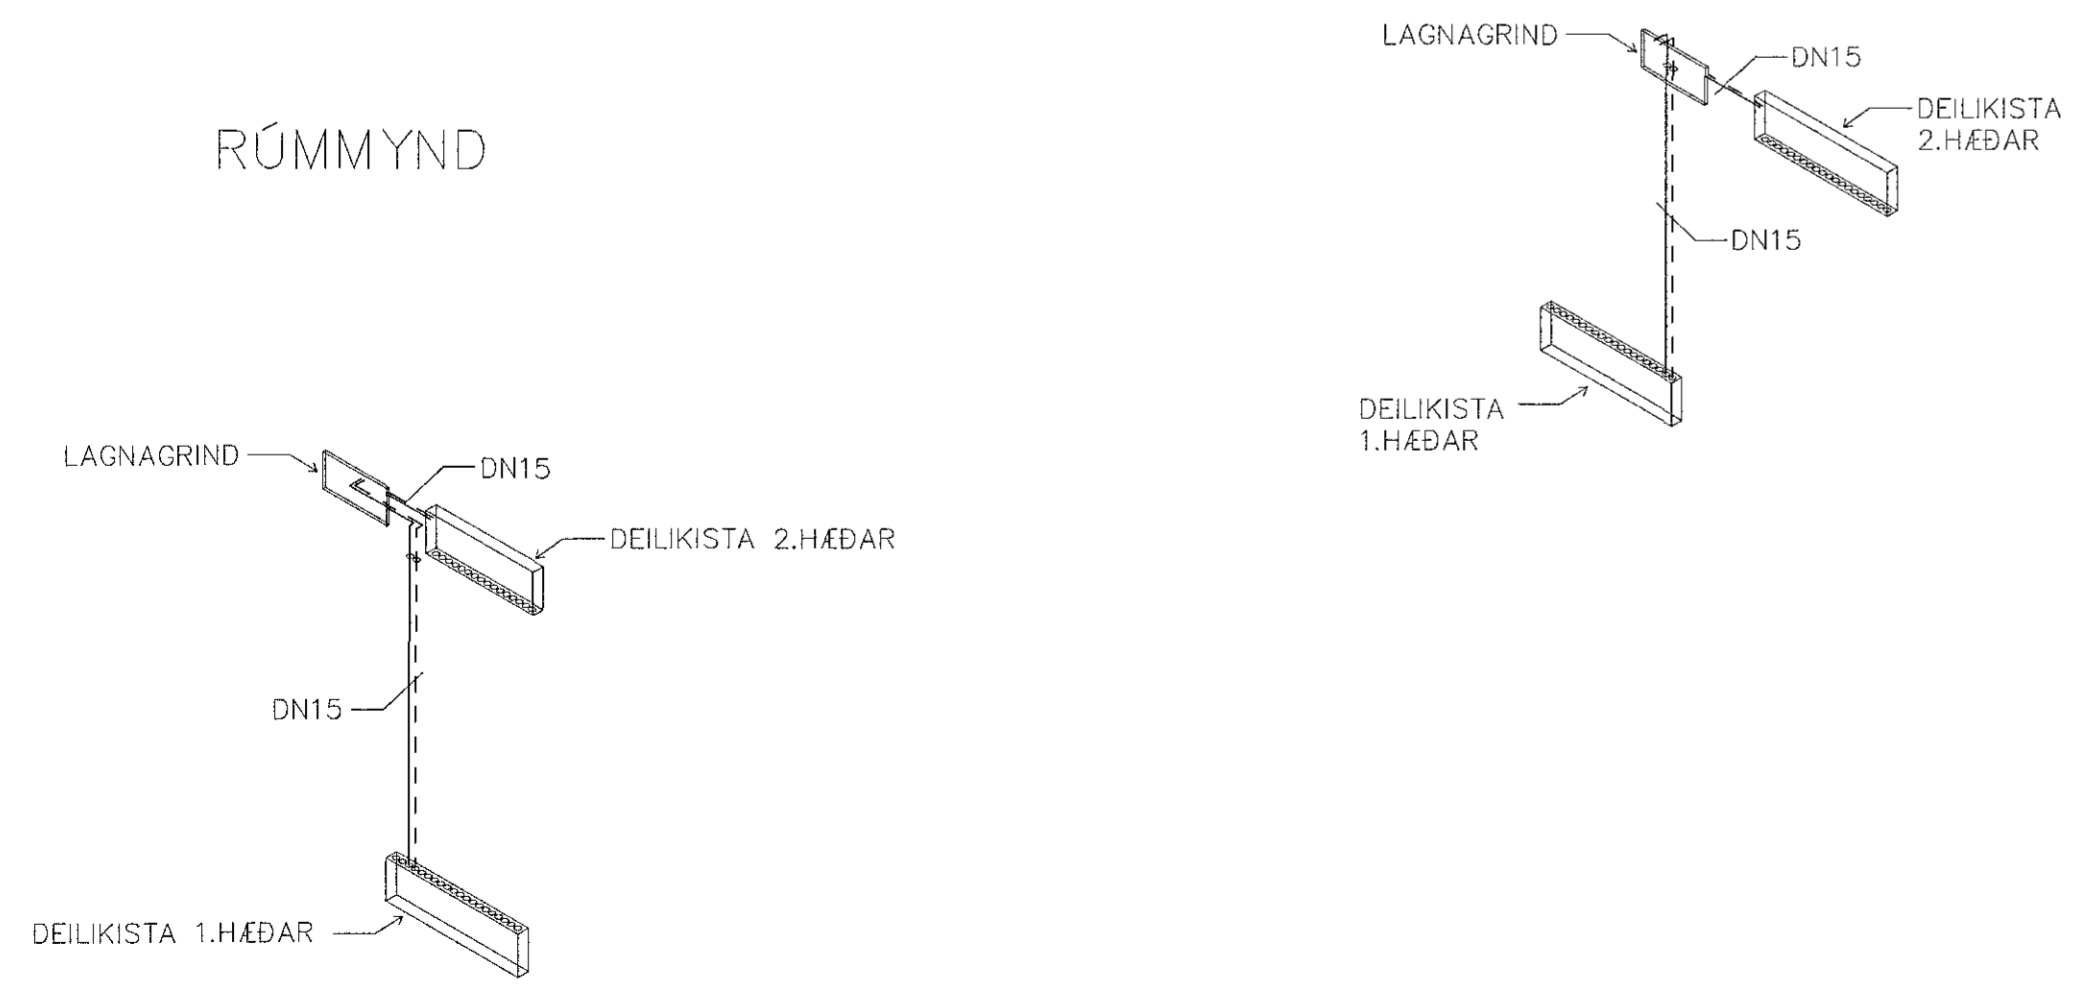 RÚMMYND
LAGNAGRIND
DN15
DEILIKISTA 2.HÆÐAR
DN15
DEILIKISTA 1.HÆÐAR
LAGNAGRIND
DN15
DEILIKISTA
2.HÆÐAR
DN15
DEILIKISTA
1.HÆÐAR